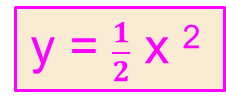 y = ½ x ²